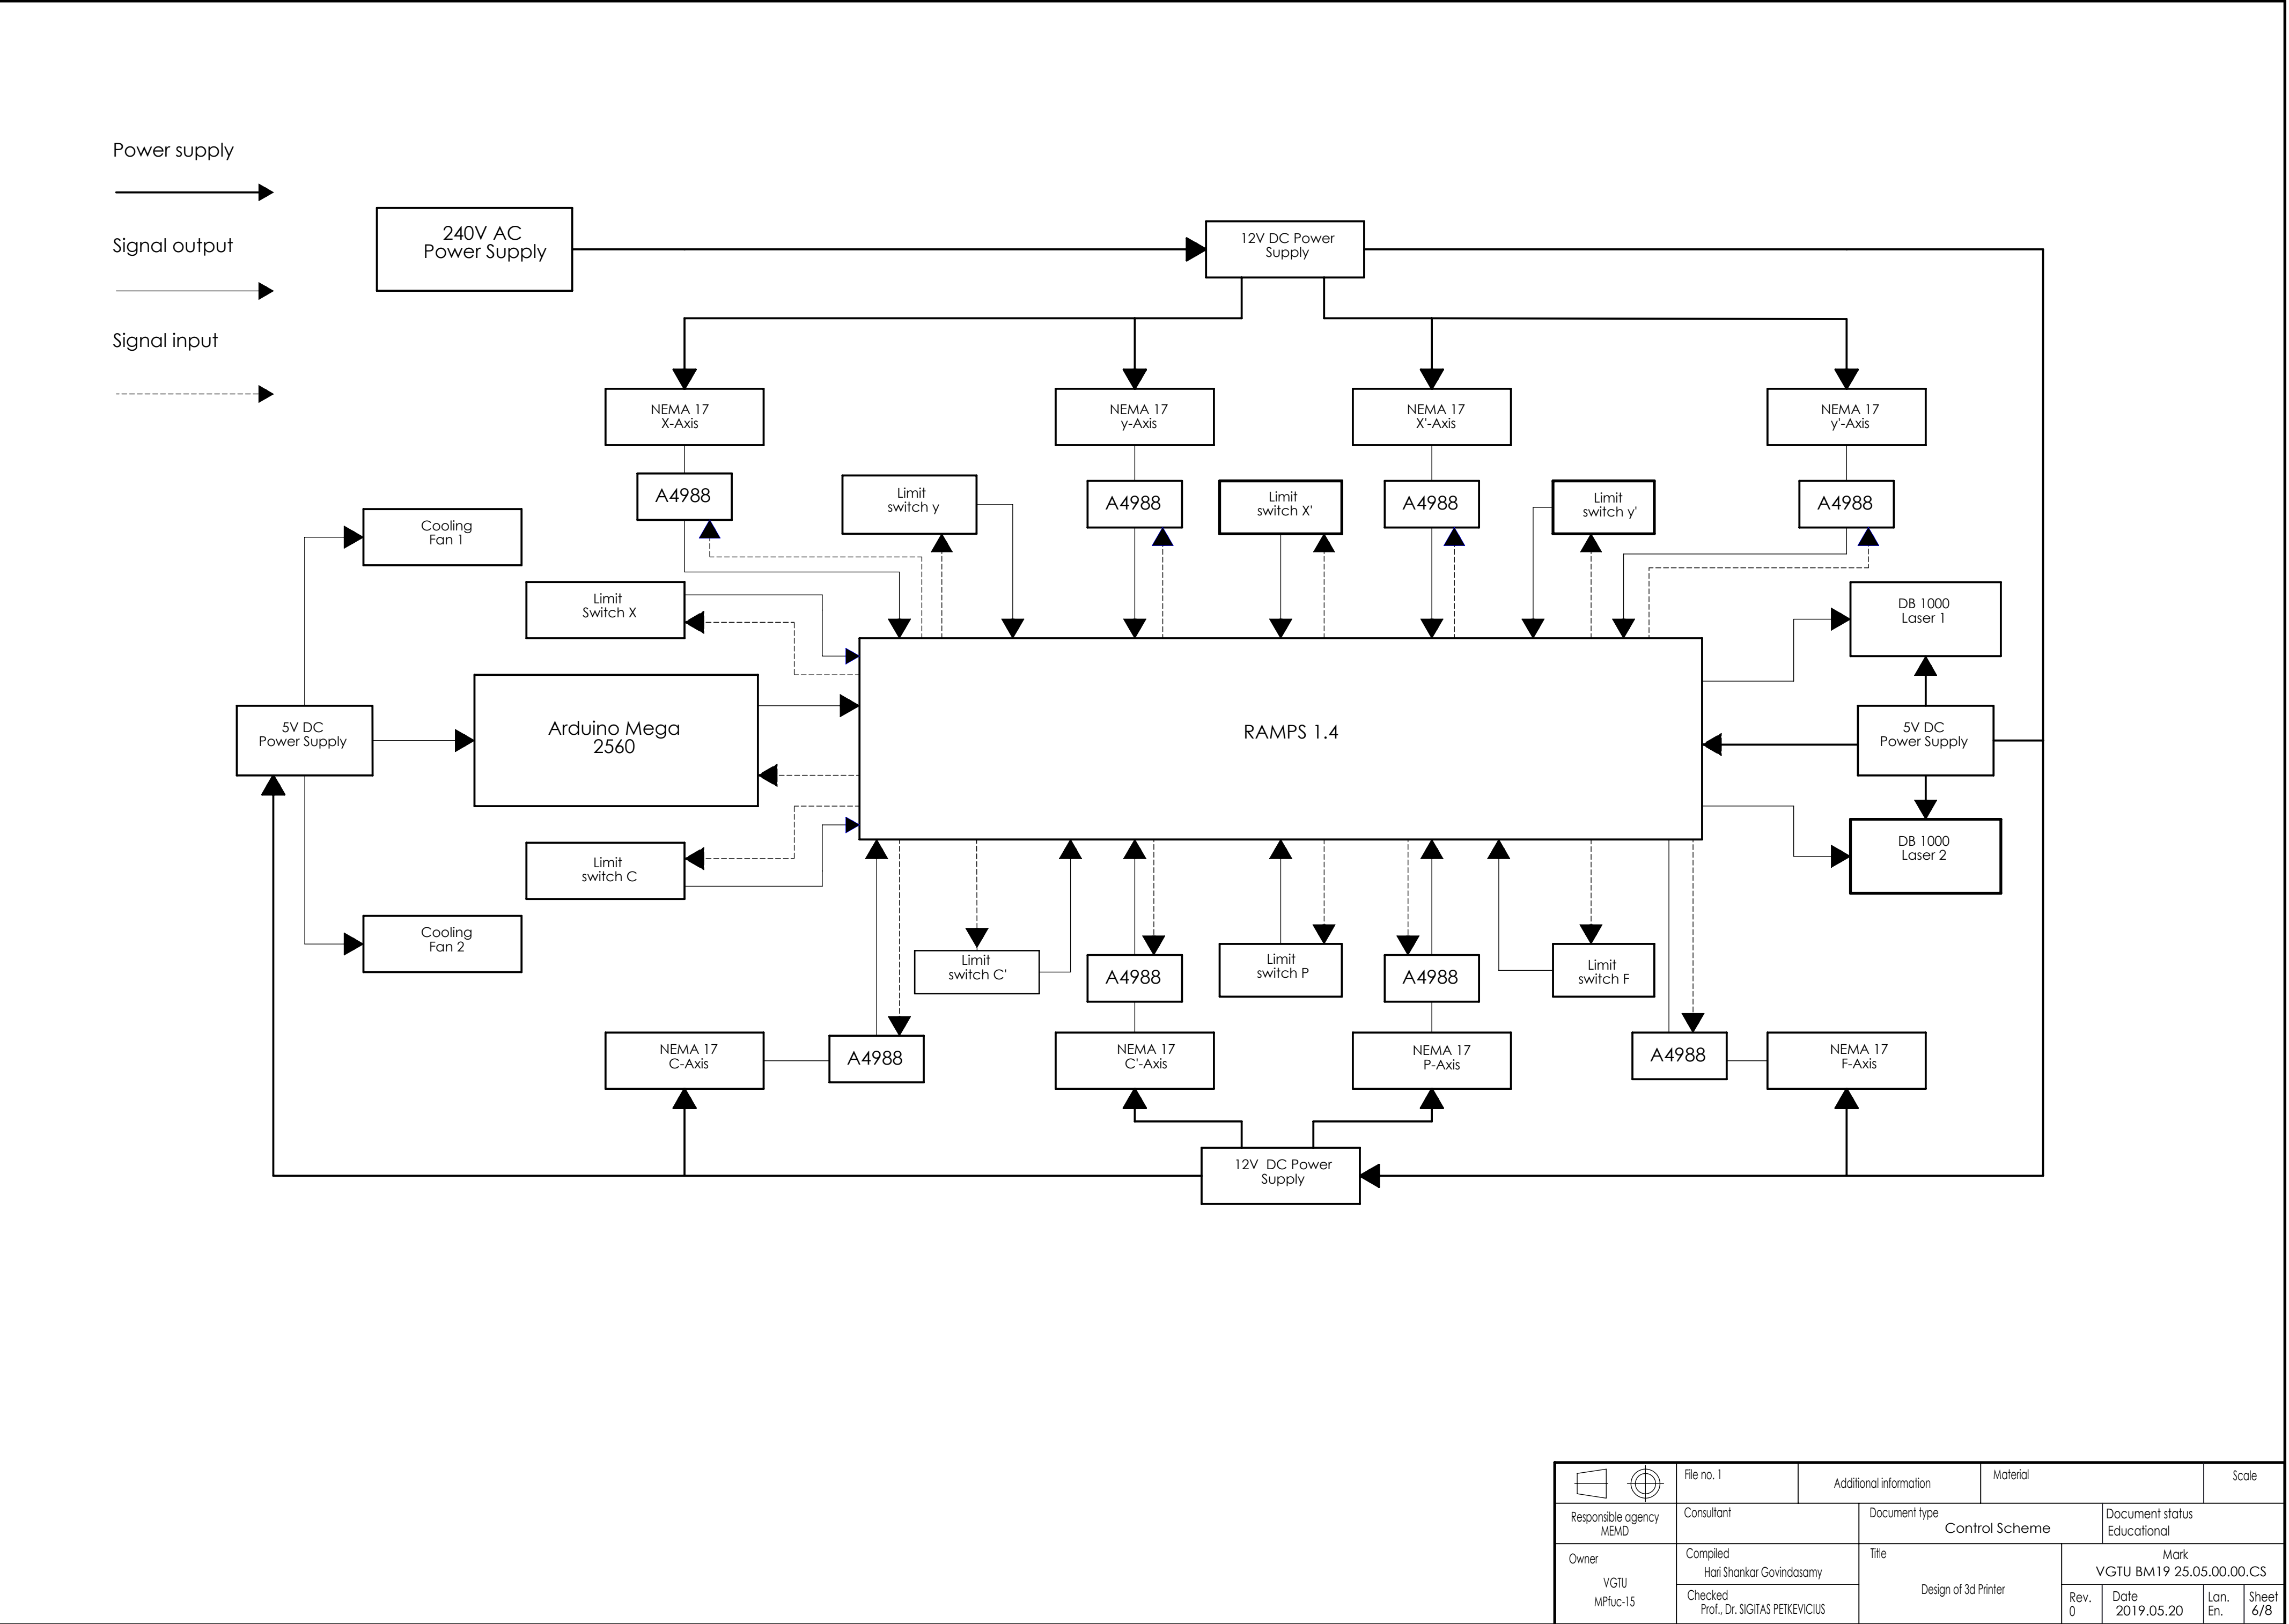 Power supply
Signal output
Signal input
240V AC
Power Supply
12V DC Power
Supply
NEMA 17
X-Axis
NEMA 17
y-Axis
NEMA 17
X'-Axis
NEMA 17
y'-Axis
A4988
Limit
switch y
A4988
Limit
switch X'
A4988
Limit
switch y'
A4988
Cooling
Fan 1
Limit
Switch X
DB 1000
Laser 1
5V DC
Power Supply
Arduino Mega
2560
RAMPS 1.4
5V DC
Power Supply
Limit
switch C
DB 1000
Laser 2
Cooling
Fan 2
Limit
switch C'
A4988
Limit
switch P
A4988
Limit
switch F
NEMA 17
C-Axis
A4988
NEMA 17
C'-Axis
NEMA 17
P-Axis
A4988
NEMA 17
F-Axis
12V  DC Power
Supply
File no. 1
Additional information
Material
Scale
Responsible agency
MEMD
Consultant
Document type
Control Scheme
Document status
Educational
Owner
VGTU
MPfuc-15
Compiled
Hari Shankar Govindasamy
Checked
Prof., Dr. SIGITAS PETKEVICIUS
Title
Design of 3d Printer
Mark
VGTU BM19 25.05.00.00.CS
Rev.
0
Date
2019.05.20
Lan.
En.
Sheet
6/8